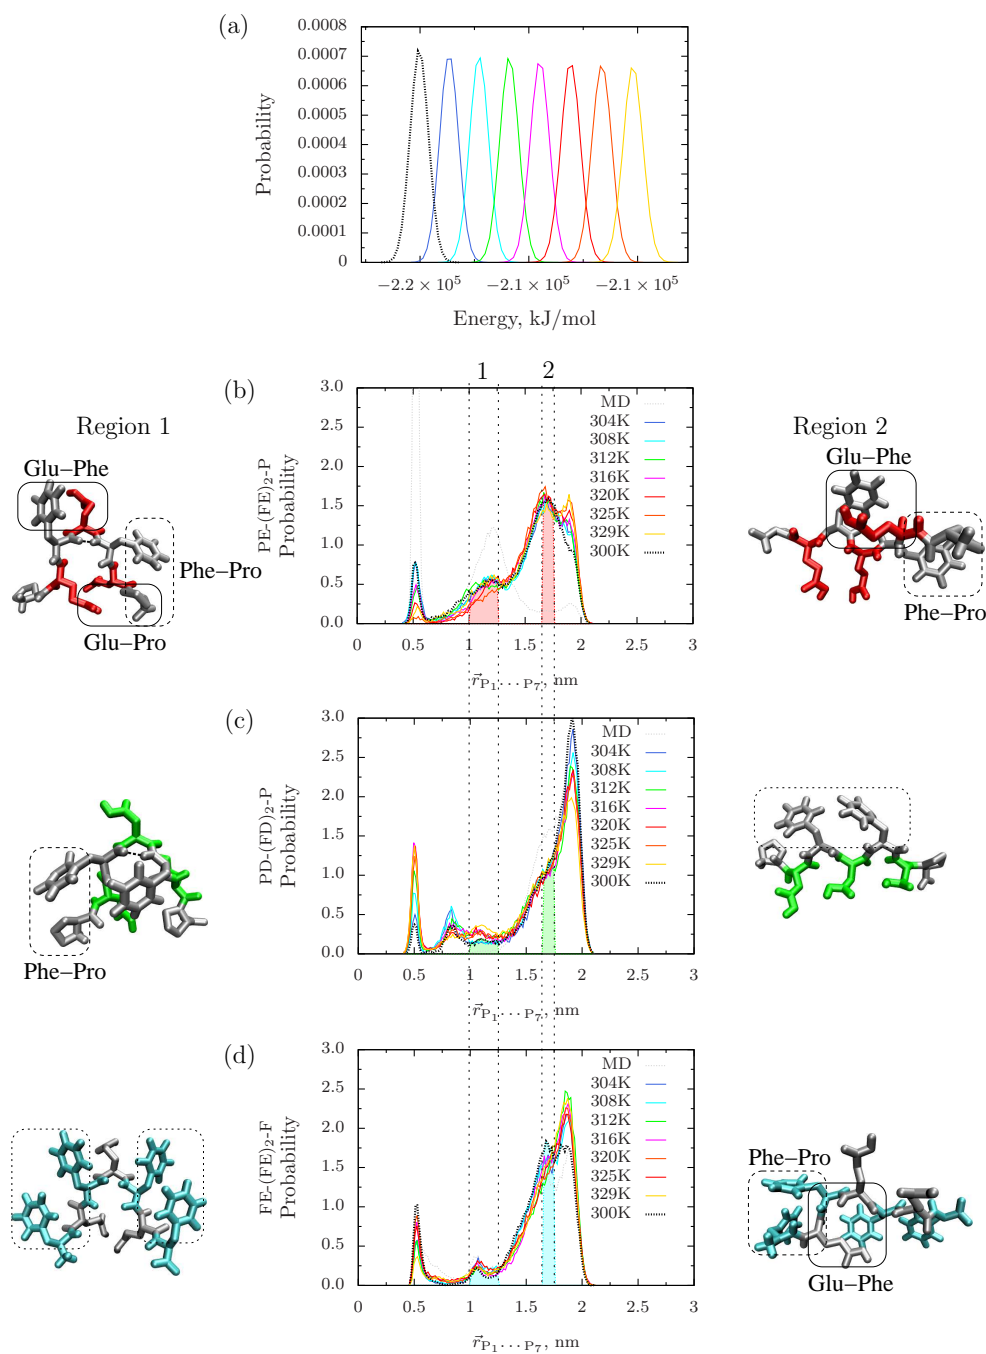 (a)
0.0008
0.0007
0.0006
0.0005
0.0004
0.0003
0.0002
0.0001
0
Probability
−2.2 × 10⁵
−2.1 × 10⁵
−2.1 × 10⁵
Energy, kJ/mol
(b)
1
2
Region 1
Region 2
Glu–Phe
Phe–Pro
Glu–Pro
PE-(FE)₂-P
Probability
3.0
2.5
2.0
1.5
1.0
0.5
0.0
MD
304K
308K
312K
316K
320K
325K
329K
300K
0
0.5
1
1.5
2
2.5
3
r⃗P₁...P₇, nm
Glu–Phe
Phe–Pro
(c)
Phe–Pro
PD-(FD)₂-P
Probability
3.0
2.5
2.0
1.5
1.0
0.5
0.0
MD
304K
308K
312K
316K
320K
325K
329K
300K
0
0.5
1
1.5
2
2.5
3
r⃗P₁...P₇, nm
(d)
FE-(FE)₂-F
Probability
3.0
2.5
2.0
1.5
1.0
0.5
0.0
MD
304K
308K
312K
316K
320K
325K
329K
300K
0
0.5
1
1.5
2
2.5
3
r⃗P₁...P₇, nm
Phe–Pro
Glu–Phe